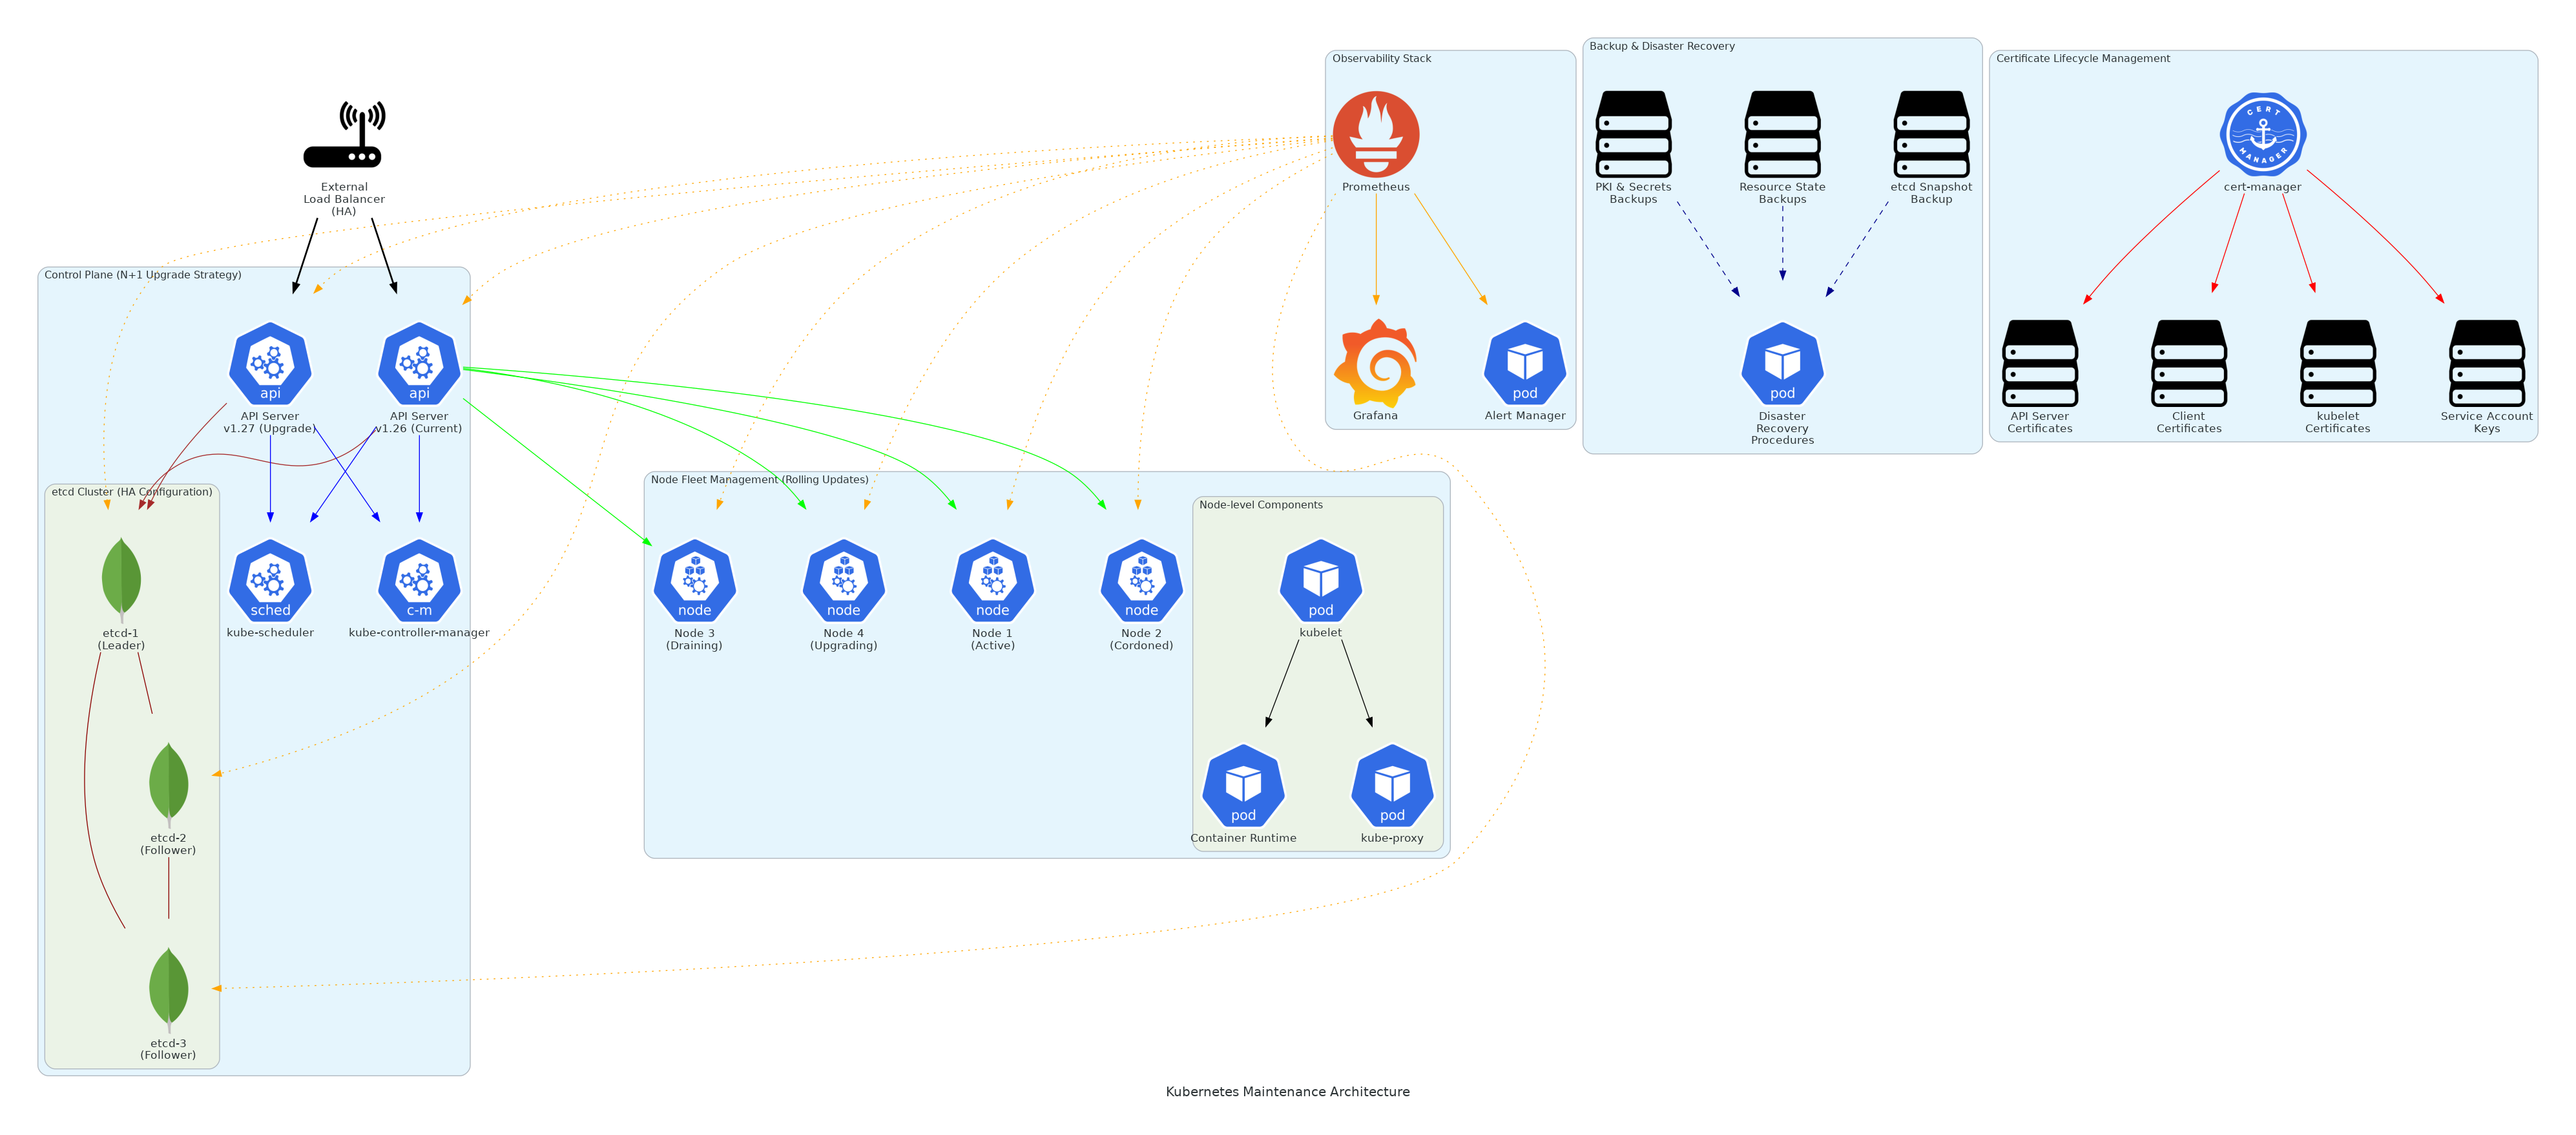 Observability Stack
Backup & Disaster Recovery
Certificate Lifecycle Management
CERT
MANAGER
External
Load Balancer
(HA)
Prometheus
PKI & Secrets
Backups
Resource State
Backups
etcd Snapshot
Backup
cert-manager
Control Plane (N+1 Upgrade Strategy)
api
API Server
v1.27 (Upgrade)
api
API Server
v1.26 (Current)
Grafana
pod
Alert Manager
pod
Disaster
Recovery
Procedures
API Server
Certificates
Client
Certificates
kubelet
Certificates
Service Account
Keys
etcd Cluster (HA Configuration)
Node Fleet Management (Rolling Updates)
Node-level Components
etcd-1
(Leader)
sched
kube-scheduler
c-m
kube-controller-manager
node
Node 3
(Draining)
node
Node 4
(Upgrading)
node
Node 1
(Active)
node
Node 2
(Cordoned)
pod
kubelet
etcd-2
(Follower)
pod
Container Runtime
pod
kube-proxy
etcd-3
(Follower)
Kubernetes Maintenance Architecture